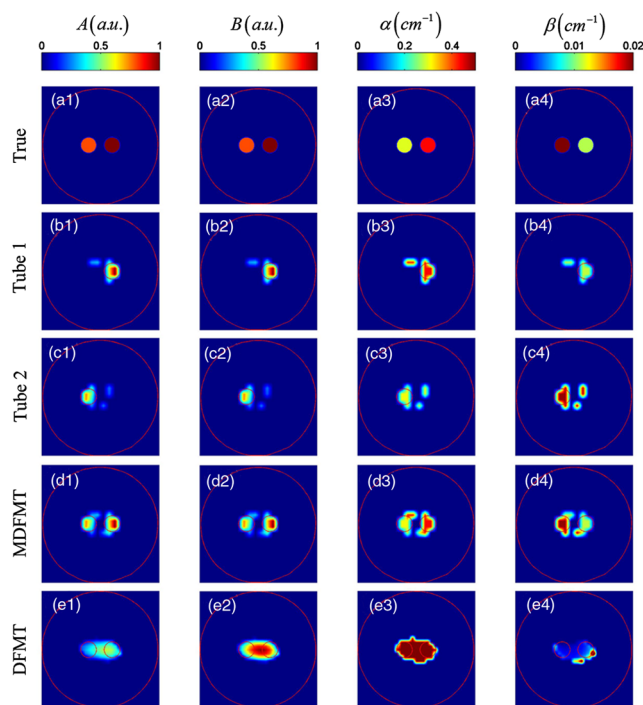 A(a.u.) B(a.u.) α(cm⁻¹) β(cm⁻¹)
0 0.5 1 0 0.5 1 0 0.2 0.4 0 0.01 0.02
True (a1) (a2) (a3) (a4)
Tube 1 (b1) (b2) (b3) (b4)
Tube 2 (c1) (c2) (c3) (c4)
MDFMT (d1) (d2) (d3) (d4)
DFMT (e1) (e2) (e3) (e4)